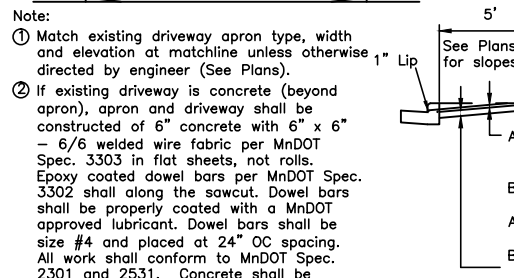 Note:
① Match existing driveway apron type, width
and elevation at matchline unless otherwise
directed by engineer (See Plans).
② If existing driveway is concrete (beyond
apron), apron and driveway shall be
constructed of 6" concrete with 6" x 6"
– 6/6 welded wire fabric per MnDOT
Spec. 3303 in flat sheets, not rolls.
Epoxy coated dowel bars per MnDOT Spec.
3302 shall along the sawcut. Dowel bars
shall be properly coated with a MnDOT
approved lubricant. Dowel bars shall be
size #4 and placed at 24" OC spacing.
All work shall conform to MnDOT Spec.
2301 and 2531. Concrete shall be
5'
1" Lip
See Plans
for slopes
A
B
A
B